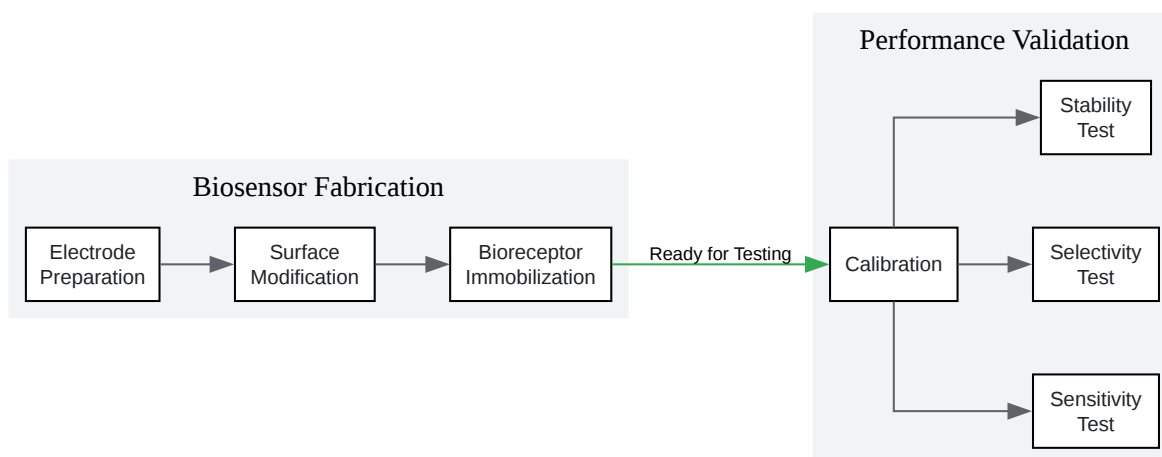 Performance Validation
Stability
Test
Biosensor Fabrication
Electrode
Preparation
Surface
Modification
Bioreceptor
Immobilization
Ready for Testing
Calibration
Selectivity
Test
Sensitivity
Test